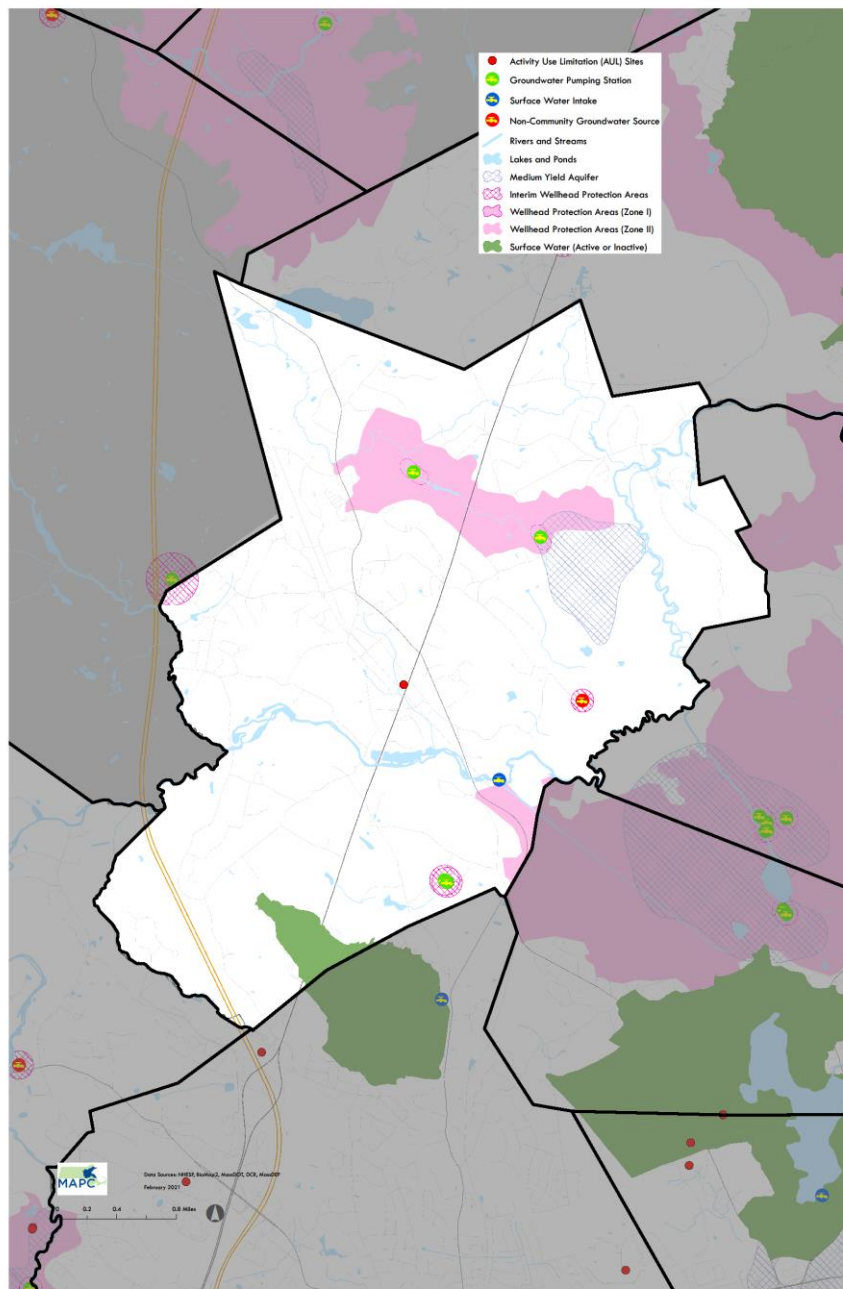 Activity Use Limitation (AUL) Sites
Groundwater Pumping Station
Surface Water Intake
Non-Community Groundwater Source
Rivers and Streams
Lakes and Ponds
Medium Yield Aquifer
Interim Wellhead Protection Areas
Wellhead Protection Areas (Zone I)
Wellhead Protection Areas (Zone II)
Surface Water (Active or Inactive)
MAPC
Data Sources: NHESP, BioMap2, MassDOT, DCR, MassDEP
February 2021
0 0.2 0.4 0.8 Miles